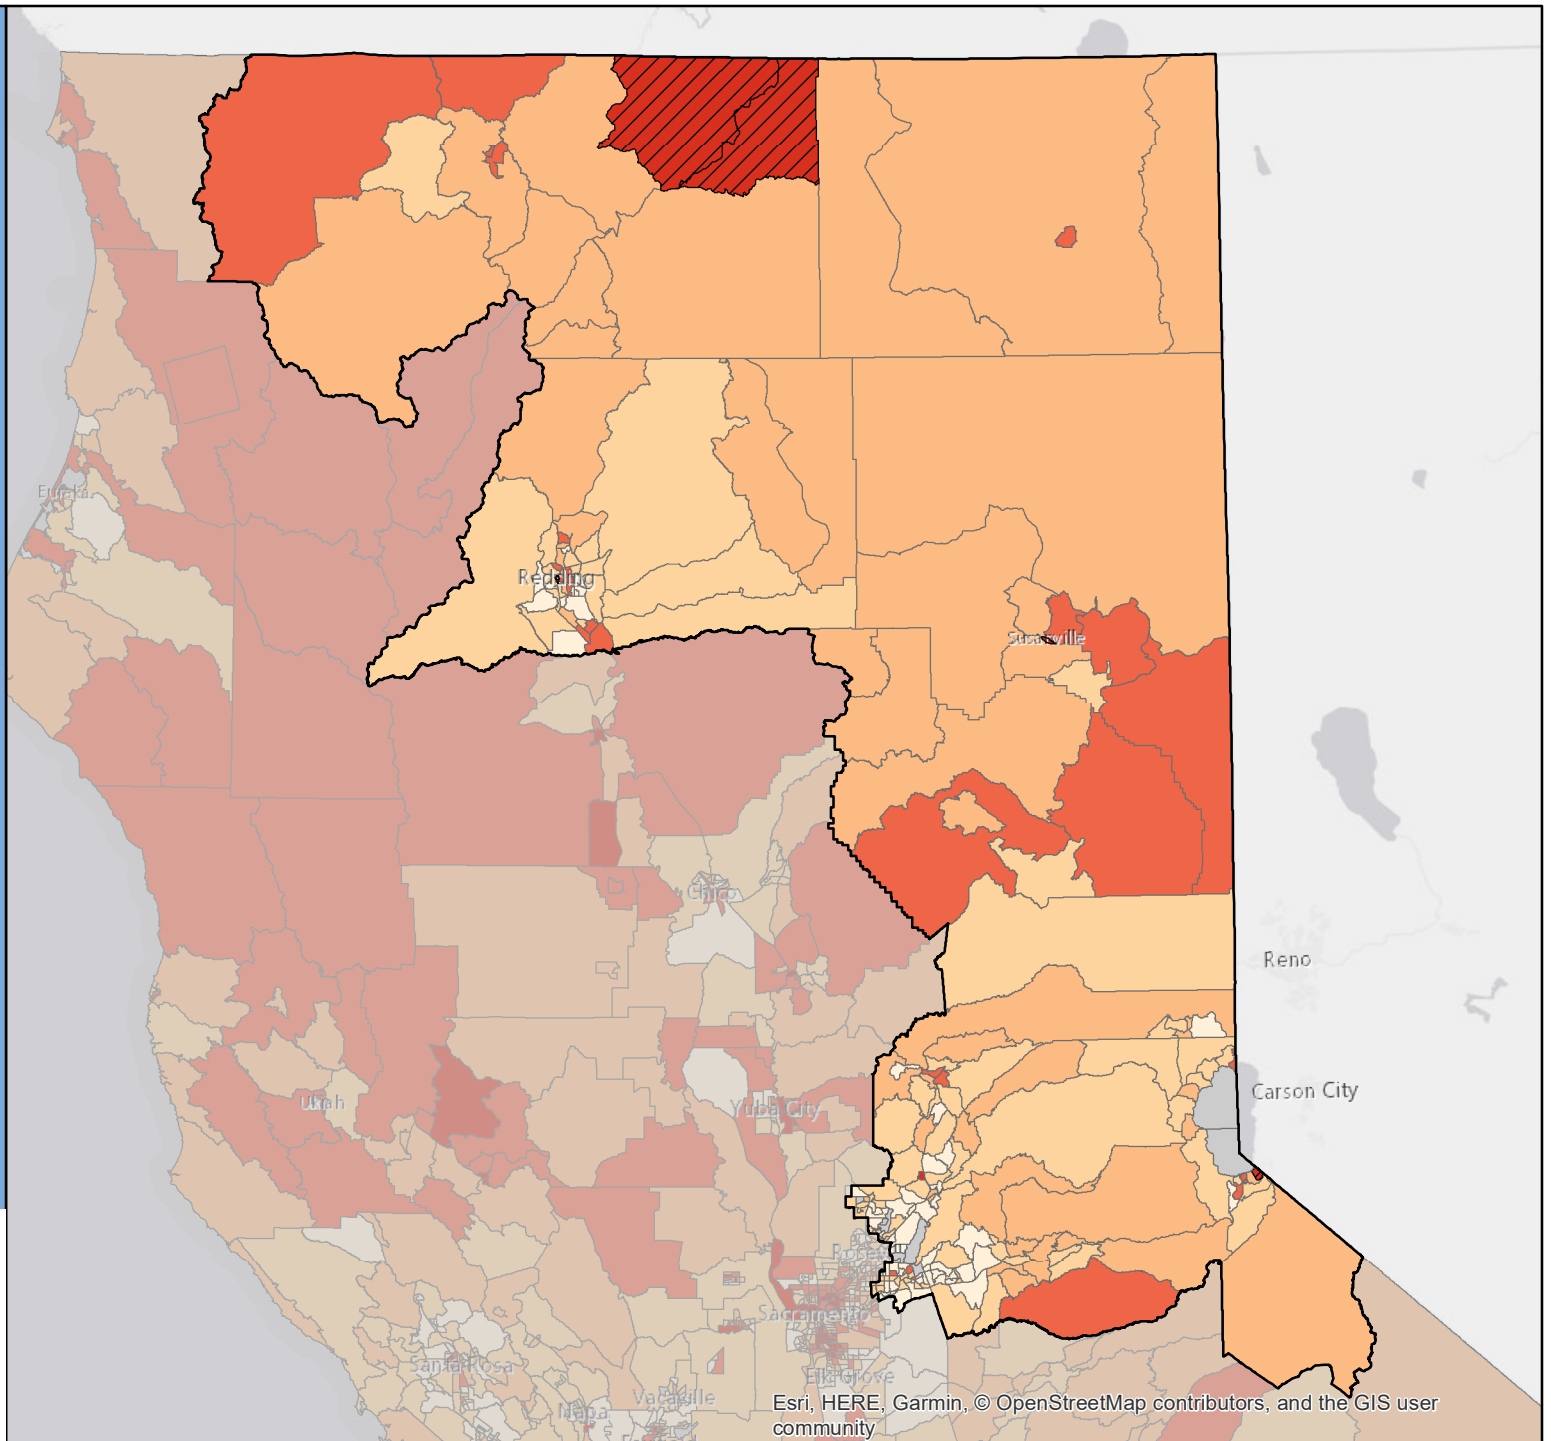 Eureka
Redding
Susanville
Chico
Reno
Ukiah
Yuba City
Carson City
Sacramento
Santa Rosa
Elk Grove
Vacaville
Napa
Esri, HERE, Garmin, © OpenStreetMap contributors, and the GIS user
community